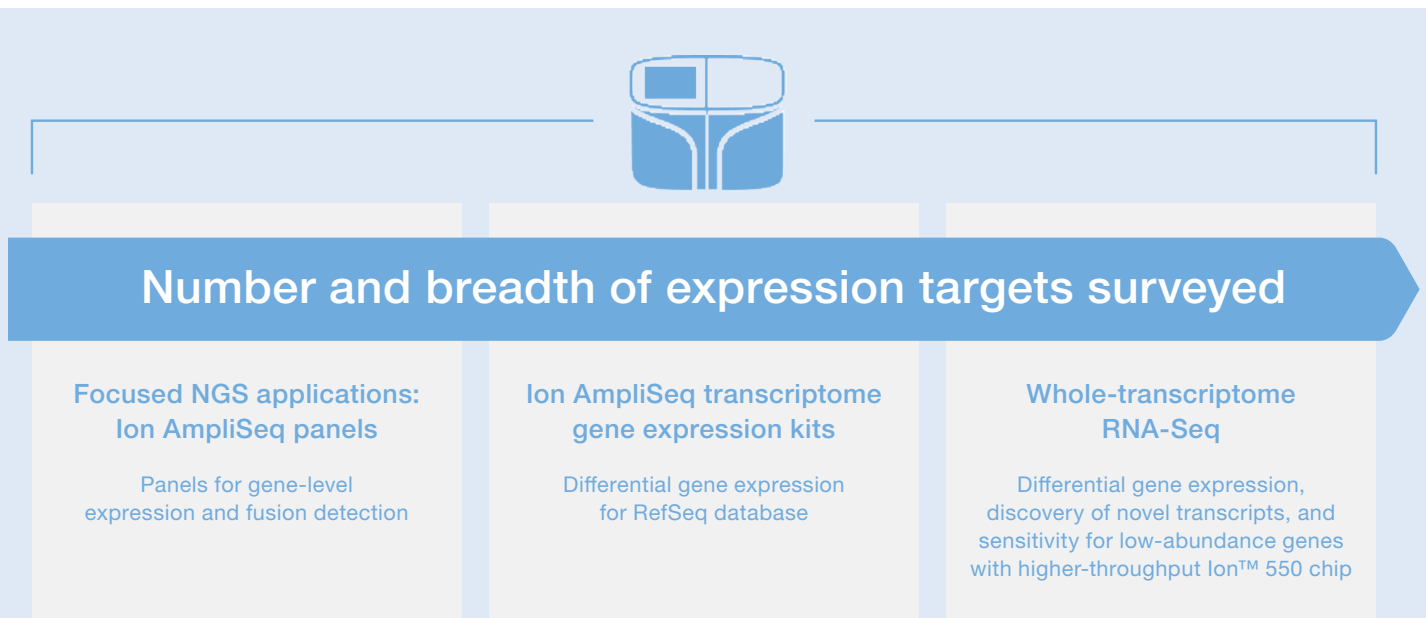 Number and breadth of expression targets surveyed
Focused NGS applications:
Ion AmpliSeq panels
Panels for gene-level
expression and fusion detection
Ion AmpliSeq transcriptome
gene expression kits
Differential gene expression
for RefSeq database
Whole-transcriptome
RNA-Seq
Differential gene expression,
discovery of novel transcripts, and
sensitivity for low-abundance genes
with higher-throughput Ion™ 550 chip